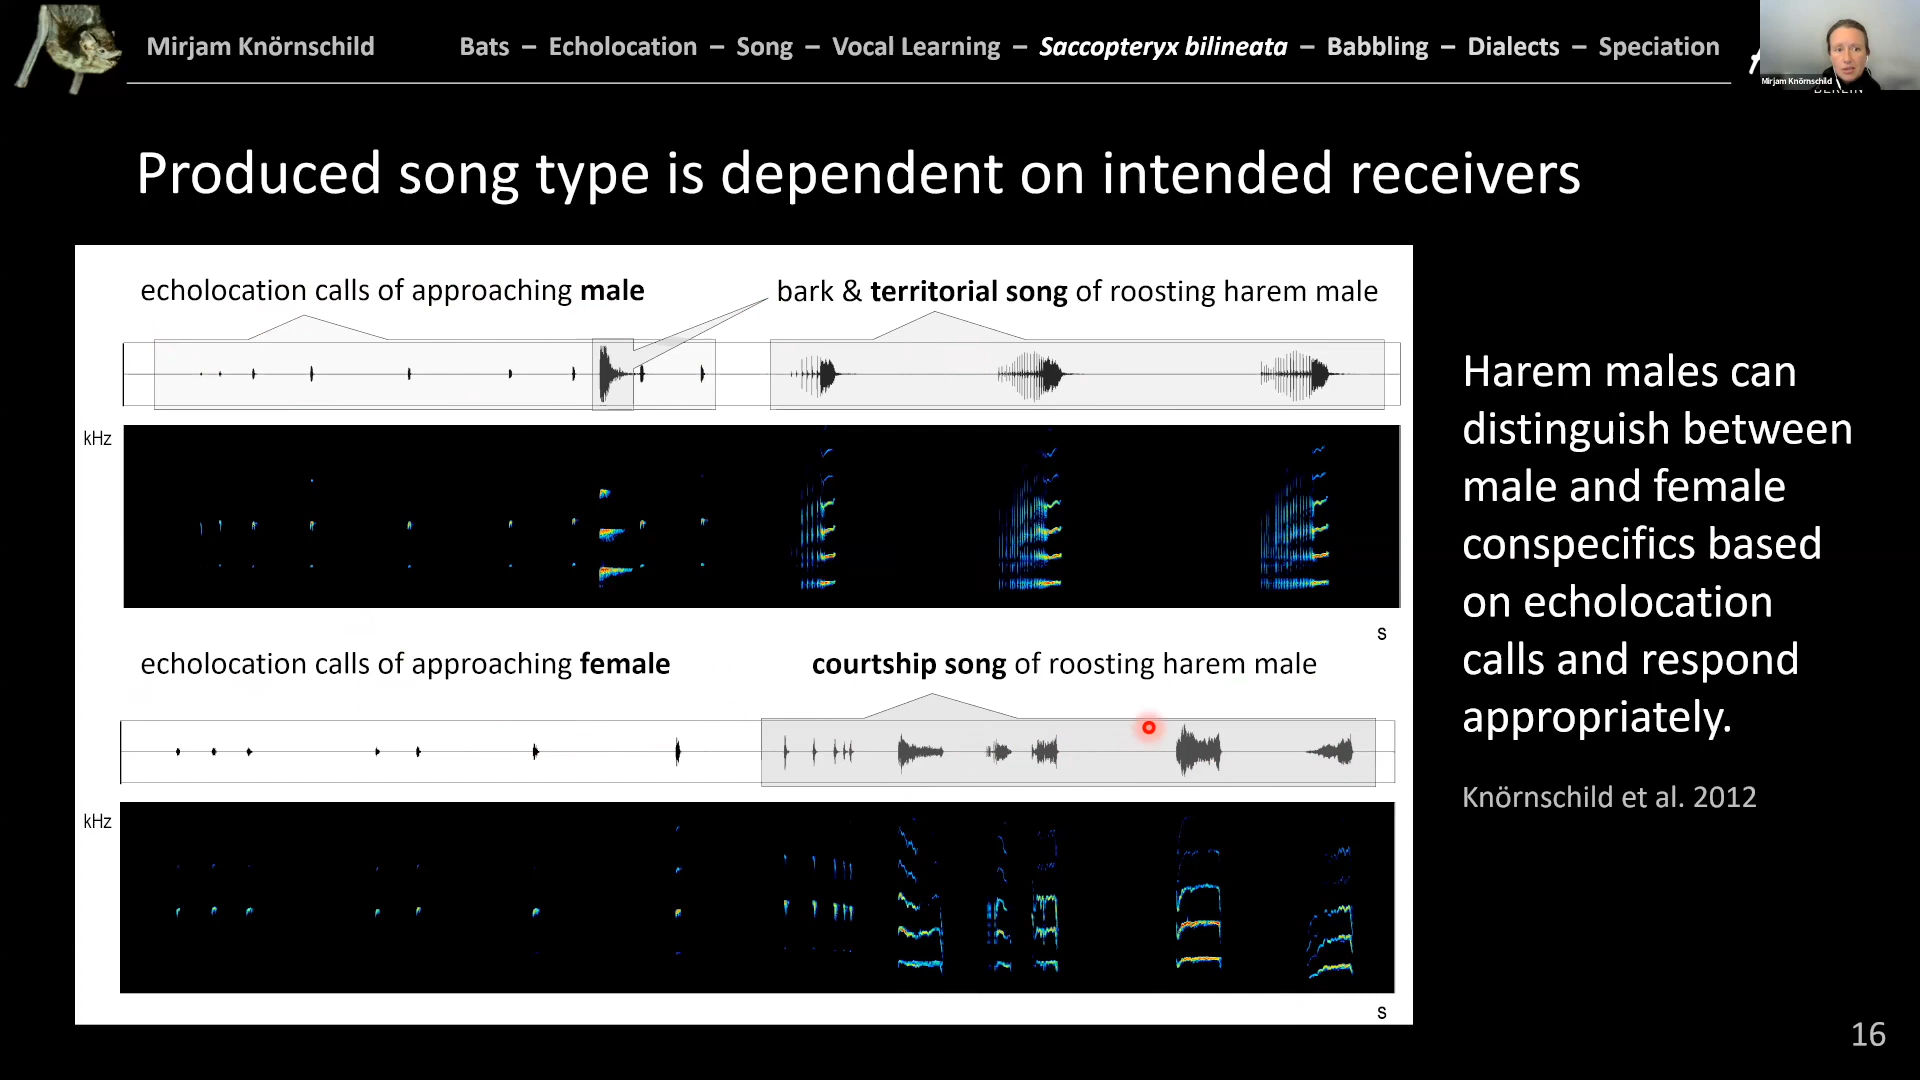 Mirjam Knörnschild
Bats – Echolocation – Song – Vocal Learning – Saccopteryx bilineata – Babbling – Dialects – Speciation
Mirjam Knörnschild
BERLIN
Produced song type is dependent on intended receivers
echolocation calls of approaching male
bark & territorial song of roosting harem male
kHz
s
echolocation calls of approaching female
courtship song of roosting harem male
kHz
s
Harem males can
distinguish between
male and female
conspecifics based
on echolocation
calls and respond
appropriately.
Knörnschild et al. 2012
16